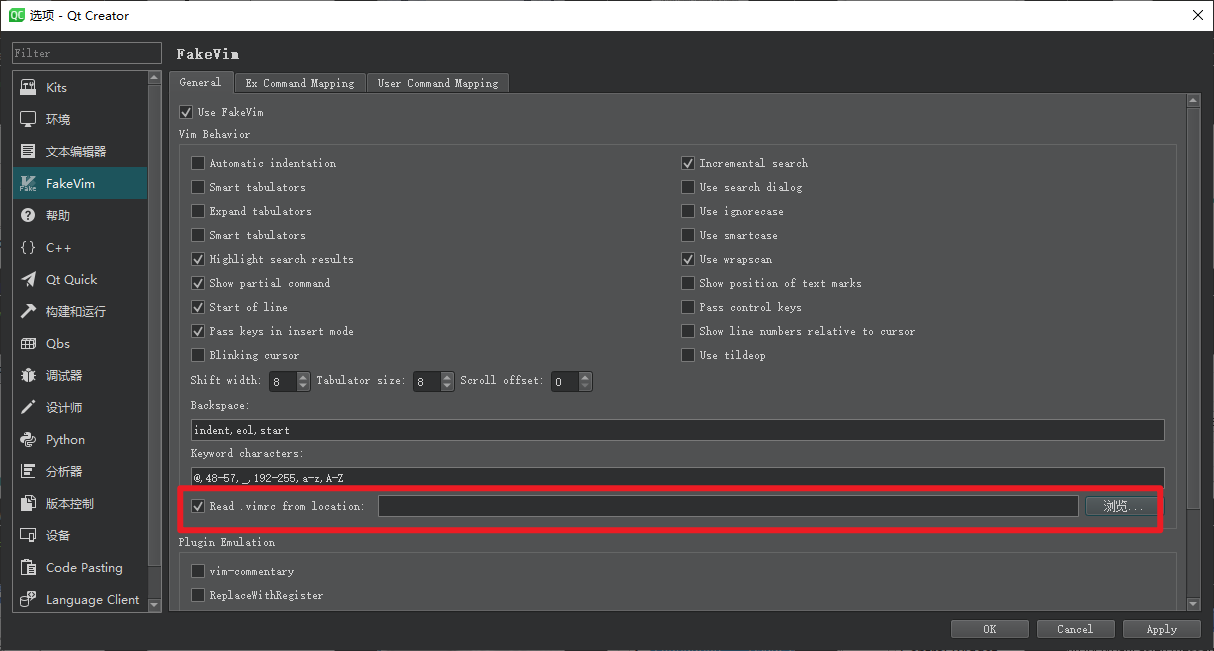 QC 选项 - Qt Creator
Filter
Kits
环境
文本编辑器
Fake FakeVim
帮助
C++
Qt Quick
构建和运行
Qbs
调试器
设计师
Python
分析器
版本控制
设备
Code Pasting
Language Client
FakeVim
General Ex Command Mapping User Command Mapping
Use FakeVim
Vim Behavior
Automatic indentation
Smart tabulators
Expand tabulators
Smart tabulators
Highlight search results
Show partial command
Start of line
Pass keys in insert mode
Blinking cursor
Incremental search
Use search dialog
Use ignorecase
Use smartcase
Use wrapscan
Show position of text marks
Pass control keys
Show line numbers relative to cursor
Use tildeop
Shift width: 8 Tabulator size: 8 Scroll offset: 0
Backspace:
indent,eol,start
Keyword characters:
@,48-57,_,192-255,a-z,A-Z
Read .vimrc from location: 浏览...
Plugin Emulation
vim-commentary
ReplaceWithRegister
OK Cancel Apply